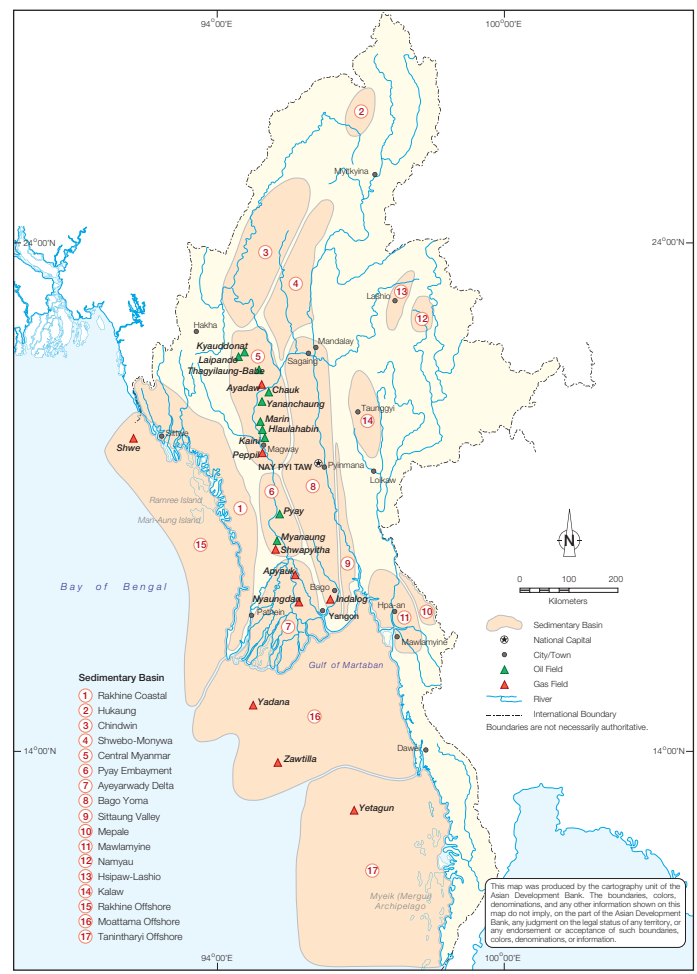 94°00'E
100°00'E
2
Myitkyina
24°00'N
24°00'N
3
4
13
Lashio
12
Hakha
Kyauddonat
Mandalay
Laipando
5
Sagaing
Thagyilaung-Babe
Ayadaw
Chauk
Yananchaung
Taunggyi
Marin
14
Hlaulahabin
Sittwe
Kaini
Magway
Shwe
Peppi
NAY PYI TAW
Pyinmana
Loikaw
6
8
Ramree Island
1
Pyay
Man-Aung Island
15
N
Myanaung
Shwapyitha
9
Apyauk
Bay of Bengal
Bago
0 100 200
Kilometers
Nyaungdan
Indalog
Hpa-an
10
Pathein
Yangon
11
7
Mawlamyine
Sedimentary Basin
National Capital
City/Town
Oil Field
Gas Field
River
International Boundary
Boundaries are not necessarily authoritative.
Gulf of Martaban
Yadana
16
Dawei
14°00'N
14°00'N
Zawtilla
Yetagun
17
Myeik (Mergui)
Archipelago
Sedimentary Basin
1 Rakhine Coastal
2 Hukaung
3 Chindwin
4 Shwebo-Monywa
5 Central Myanmar
6 Pyay Embayment
7 Ayeyarwady Delta
8 Bago Yoma
9 Sittaung Valley
10 Mepale
11 Mawlamyine
12 Namyau
13 Hsipaw-Lashio
14 Kalaw
15 Rakhine Offshore
16 Moattama Offshore
17 Tanintharyi Offshore
This map was produced by the cartography unit of the
Asian Development Bank. The boundaries, colors,
denominations, and any other information shown on this
map do not imply, on the part of the Asian Development
Bank, any judgment on the legal status of any territory, or
any endorsement or acceptance of such boundaries,
colors, denominations, or information.
94°00'E
100°00'E